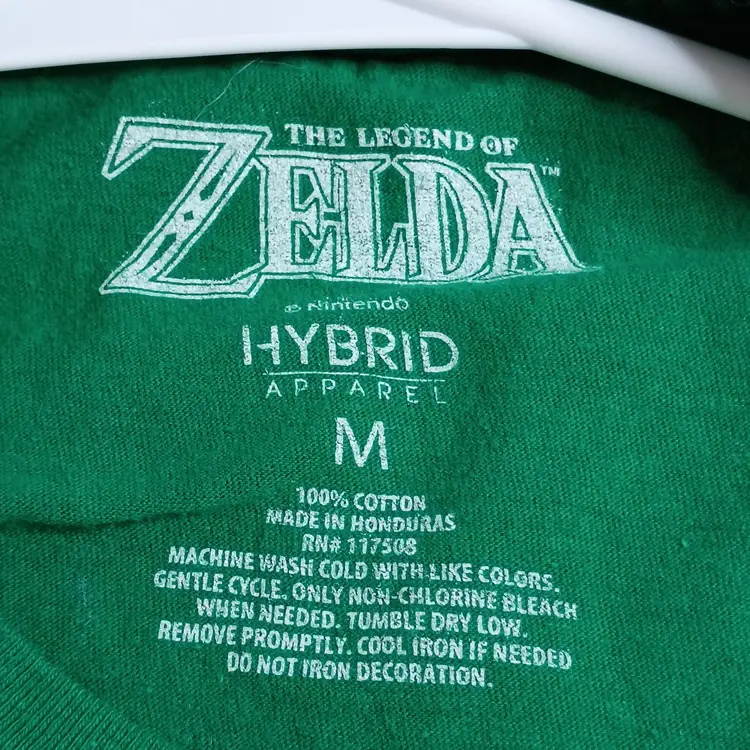 THE LEGEND OF
ZELDA™
© Nintendo
HYBRID
APPAREL
M
100% COTTON
MADE IN HONDURAS
RN# 117508
MACHINE WASH COLD WITH LIKE COLORS.
GENTLE CYCLE. ONLY NON-CHLORINE BLEACH
WHEN NEEDED. TUMBLE DRY LOW.
REMOVE PROMPTLY. COOL IRON IF NEEDED
DO NOT IRON DECORATION.